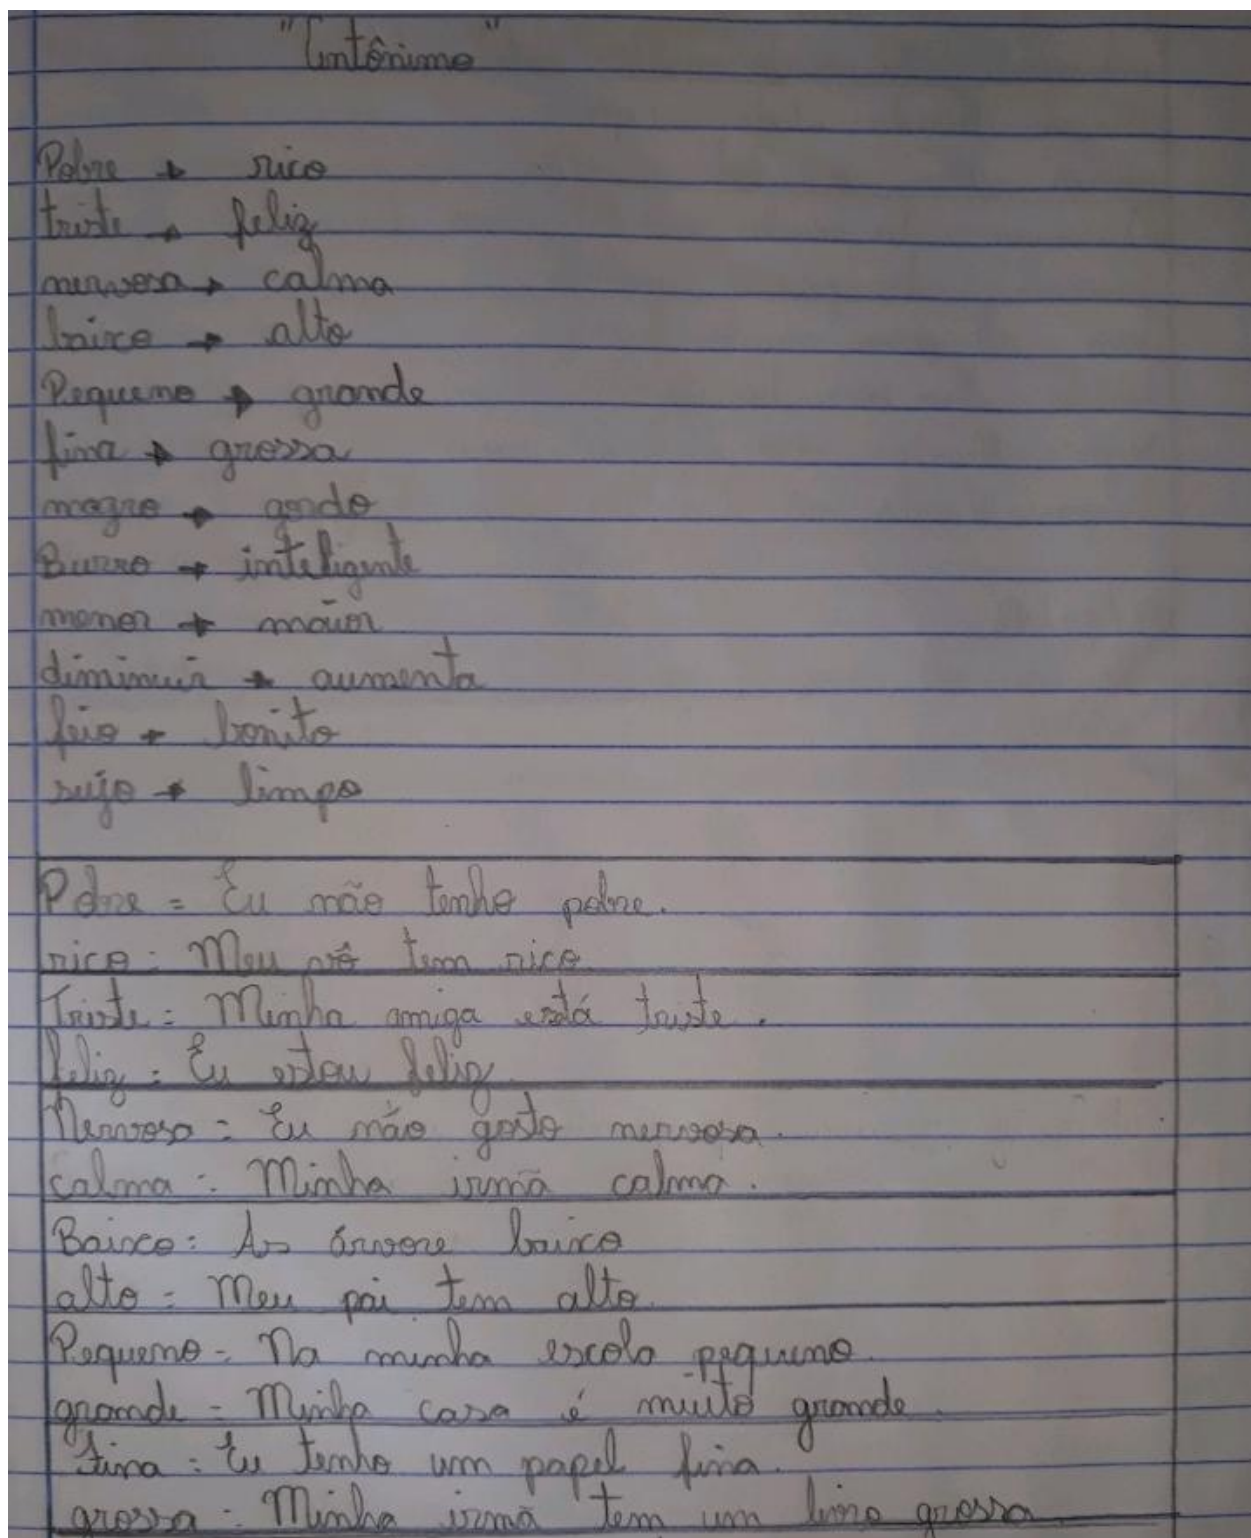 "Antônimo"
Pobre → rico
triste → feliz
nervosa → calma
baixo → alto
Pequeno → grande
fina → grossa
magro → gordo
Burro → inteligente
menor → maior
diminuir → aumenta
feio → bonito
sujo → limpo
Pobre = Eu não tenho pobre.
rico = Meu vô tem rico.
Triste = Minha amiga está triste.
feliz = Eu estou feliz.
Nervosa = Eu não gosto nervosa.
calma = Minha irmã calma.
Baixo = As árvore baixo
alto = Meu pai tem alto.
Pequeno = Na minha escola pequeno.
grande = Minha casa é muito grande.
Fina = Eu tenho um papel fina.
grossa = Minha irmã tem um livro grossa.